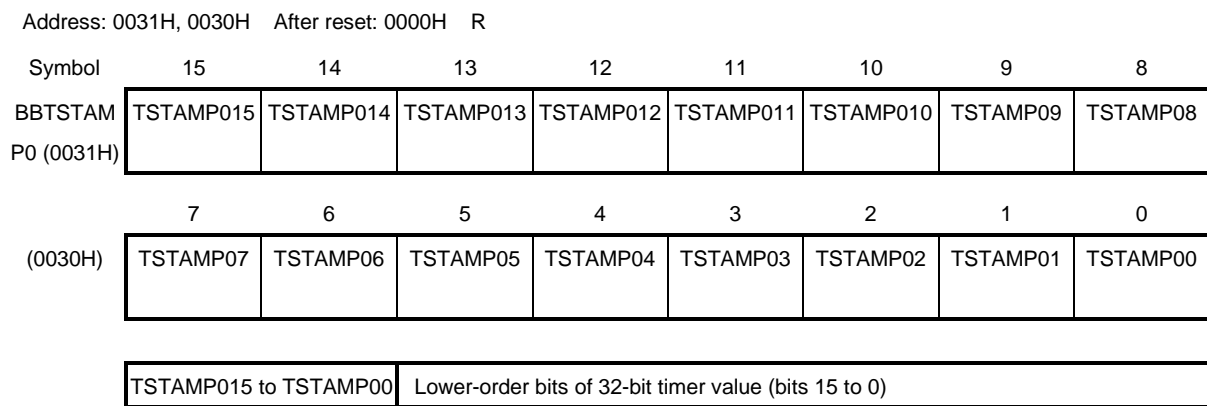 Address: 0031H, 0030H After reset: 0000H R
Symbol 15 14 13 12 11 10 9 8
BBTSTAM TSTAMP015 TSTAMP014 TSTAMP013 TSTAMP012 TSTAMP011 TSTAMP010 TSTAMP09 TSTAMP08
P0 (0031H)
7 6 5 4 3 2 1 0
(0030H) TSTAMP07 TSTAMP06 TSTAMP05 TSTAMP04 TSTAMP03 TSTAMP02 TSTAMP01 TSTAMP00
TSTAMP015 to TSTAMP00 Lower-order bits of 32-bit timer value (bits 15 to 0)